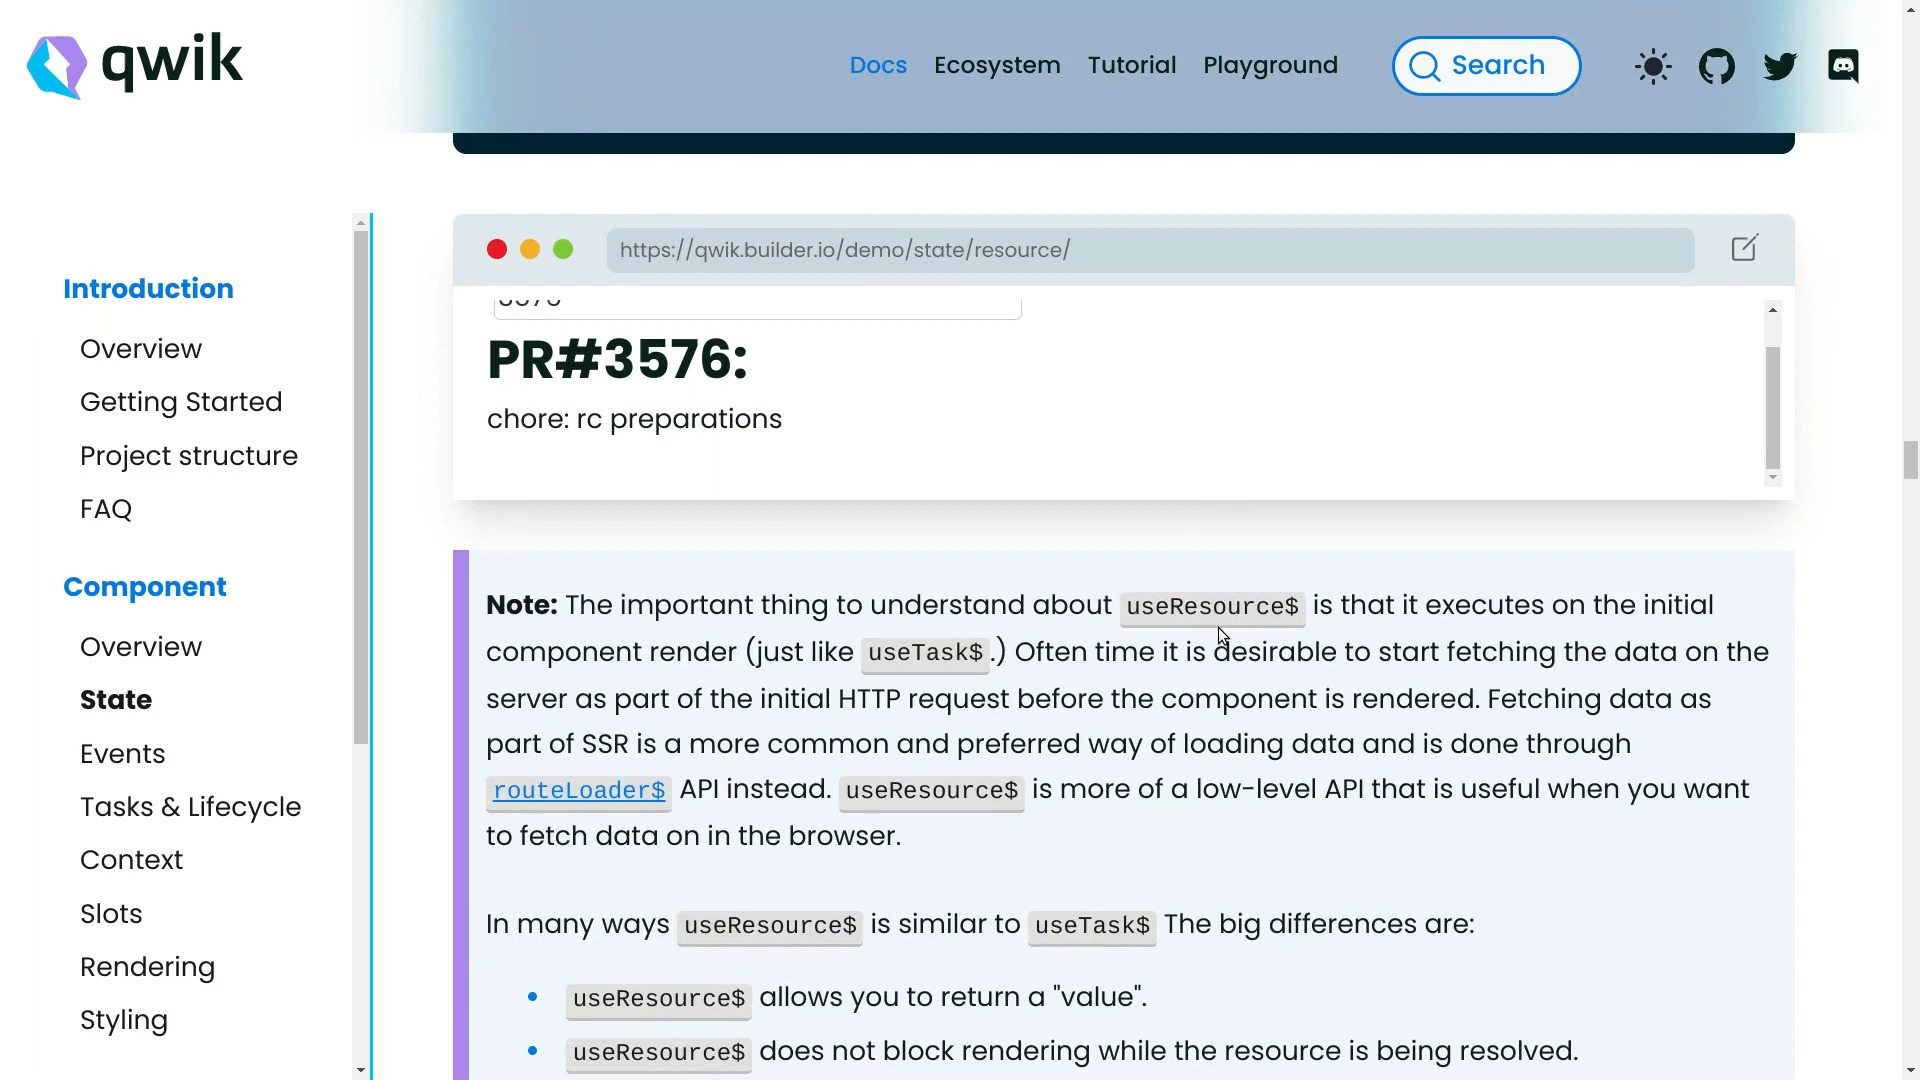 qwik
Docs Ecosystem Tutorial Playground Search
https://qwik.builder.io/demo/state/resource/
Introduction
Overview
Getting Started
Project structure
FAQ
Component
Overview
State
Events
Tasks & Lifecycle
Context
Slots
Rendering
Styling
3576
PR#3576:
chore: rc preparations
Note: The important thing to understand about useResource$ is that it executes on the initial
component render (just like useTask$.) Often time it is desirable to start fetching the data on the
server as part of the initial HTTP request before the component is rendered. Fetching data as
part of SSR is a more common and preferred way of loading data and is done through
routeLoader$ API instead. useResource$ is more of a low-level API that is useful when you want
to fetch data on in the browser.
In many ways useResource$ is similar to useTask$ The big differences are:
useResource$ allows you to return a "value".
useResource$ does not block rendering while the resource is being resolved.